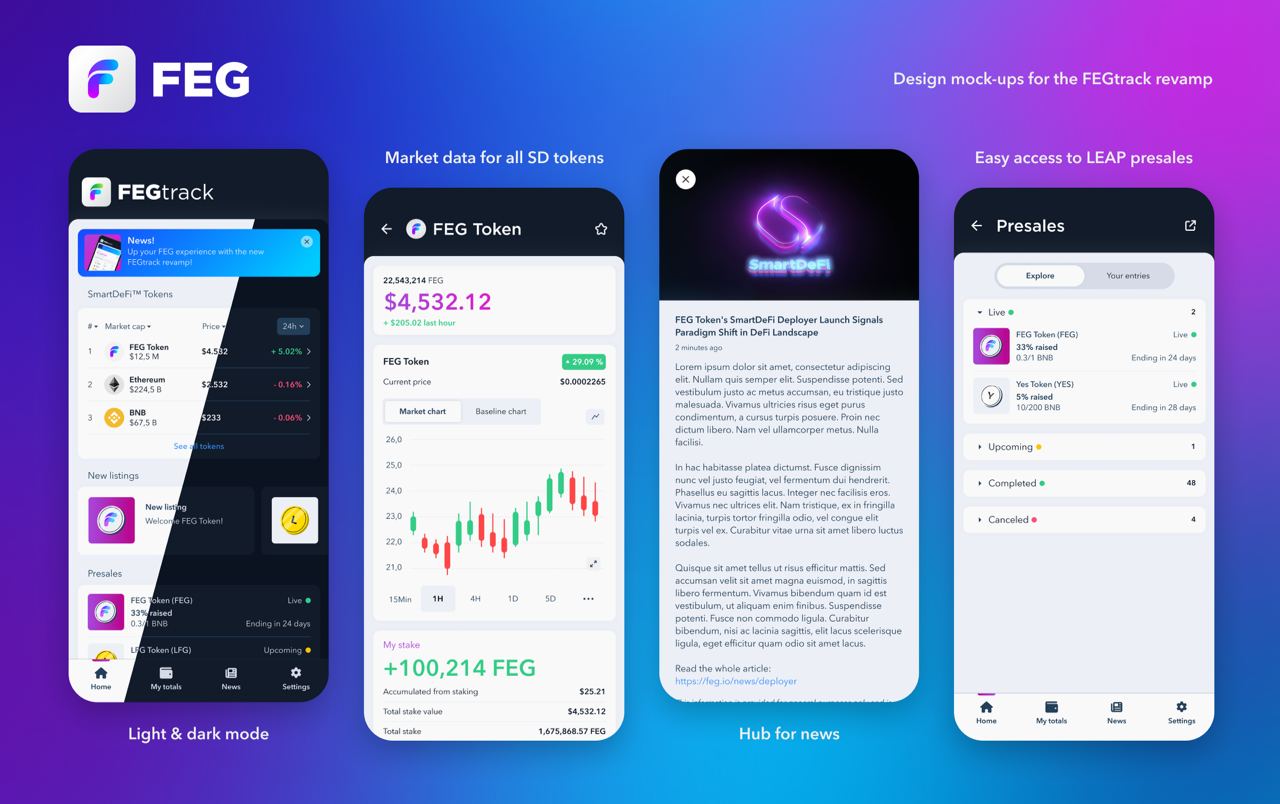 FEG
Design mock-ups for the FEGtrack revamp
FEGtrack
News!
Up your FEG experience with the new
FEGtrack revamp!
SmartDeFi™ Tokens
# Market cap Price 24h
1 FEG Token $4.532 + 5.02%
$12,5 M
2 Ethereum $2.532 - 0.16%
$224,5 B
3 BNB $233 - 0.06%
$67,5 B
See all tokens
New listings
New listing
Welcome FEG Token!
Presales
FEG Token (FEG) Live
33% raised
0.3/1 BNB Ending in 24 days
LFG Token (LFG) Upcoming
Home My totals News Settings
Light & dark mode
Market data for all SD tokens
FEG Token
22,543,214 FEG
$4,532.12
+ $205.02 last hour
FEG Token 29.09 %
Current price $0.0002265
Market chart Baseline chart
26,0
25,0
24,0
23,0
22,0
21,0
15Min 1H 4H 1D 5D
My stake
+100,214 FEG
Accumulated from staking $25.21
Total stake value $4,532.12
Total stake 1,675,868.57 FEG
SmartDeFi
FEG Token's SmartDeFi Deployer Launch Signals
Paradigm Shift in DeFi Landscape
2 minutes ago
Lorem ipsum dolor sit amet, consectetur adipiscing
elit. Nullam quis semper elit. Suspendisse potenti. Sed
vestibulum justo ac metus accumsan, eu tristique justo
malesuada. Vivamus ultricies risus eget purus
condimentum, a cursus turpis posuere. Proin nec
dictum libero. Nam vel ullamcorper metus. Nulla
facilisi.
In hac habitasse platea dictumst. Fusce dignissim
nunc vel justo feugiat, vel fermentum dui hendrerit.
Phasellus eu sagittis lacus. Integer nec facilisis eros.
Vivamus nec ultrices elit. Nam tristique, ex in fringilla
lacinia, turpis tortor fringilla odio, vel congue elit
turpis vel ex. Curabitur vitae urna sit amet libero luctus
sodales.
Quisque sit amet tellus ut risus efficitur mattis. Sed
accumsan velit sit amet magna euismod, in sagittis
libero fermentum. Vivamus bibendum quam id est
vestibulum, ut aliquam enim finibus. Suspendisse
potenti. Fusce non commodo ligula. Curabitur
bibendum, nisi ac lacinia sagittis, elit lacus scelerisque
ligula, eget efficitur quam odio sit amet lacus.
Read the whole article:
https://feg.io/news/deployer
Hub for news
Easy access to LEAP presales
Presales
Explore Your entries
Live 2
FEG Token (FEG) Live
33% raised
0.3/1 BNB Ending in 24 days
Yes Token (YES) Live
5% raised
10/200 BNB Ending in 28 days
Upcoming 1
Completed 48
Canceled 4
Home My totals News Settings